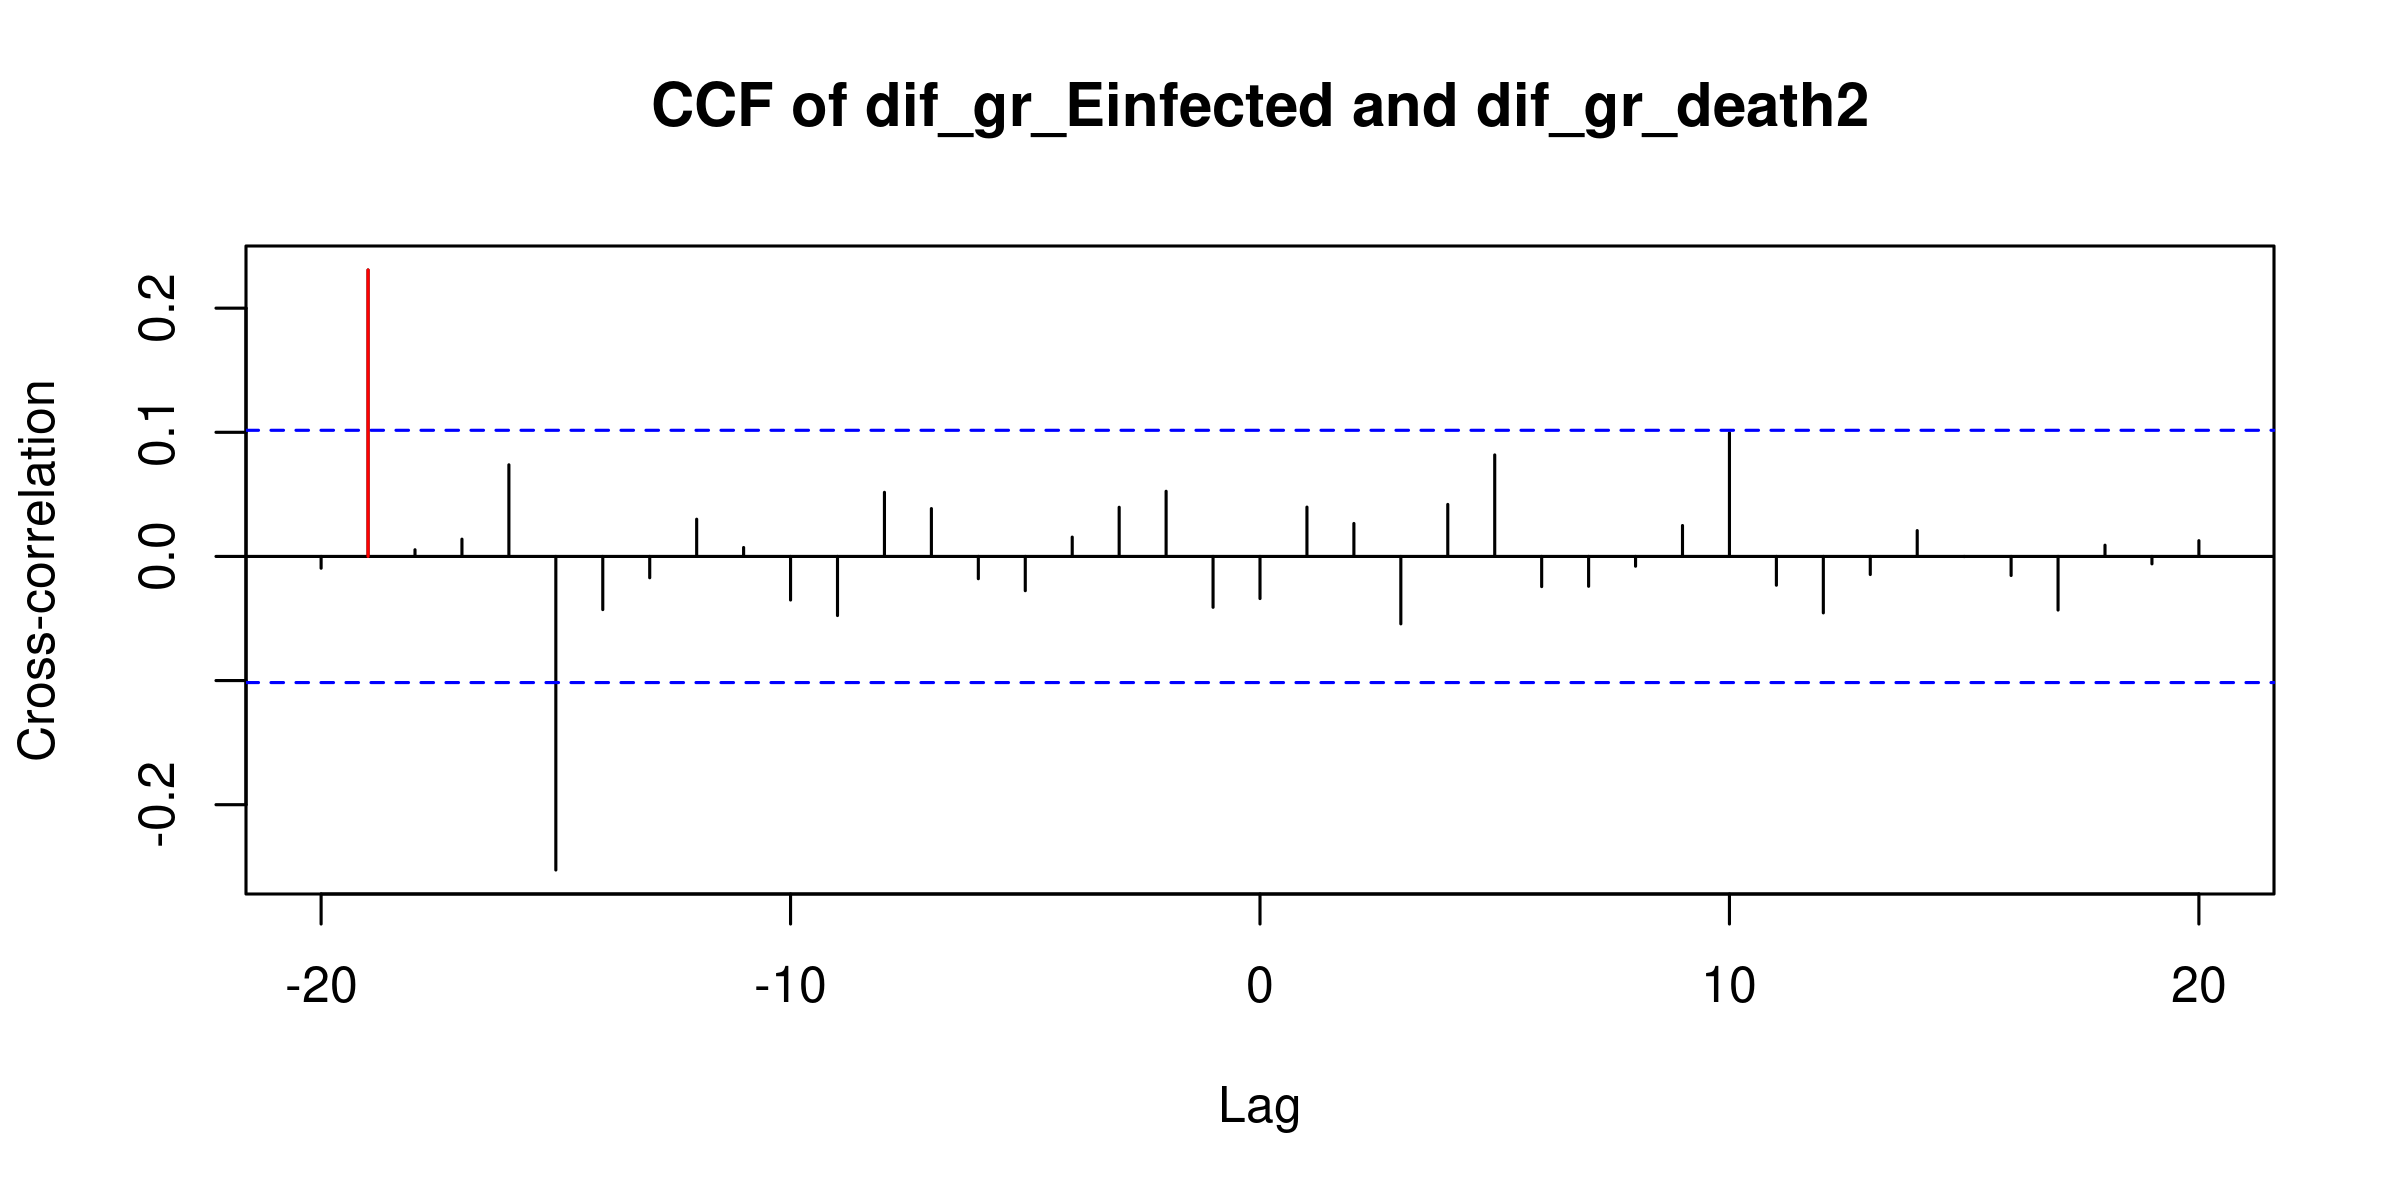 CCF of dif_gr_Einfected and dif_gr_death2
Cross-correlation
0.2
0.1
0.0
-0.2
-20 -10 0 10 20
Lag